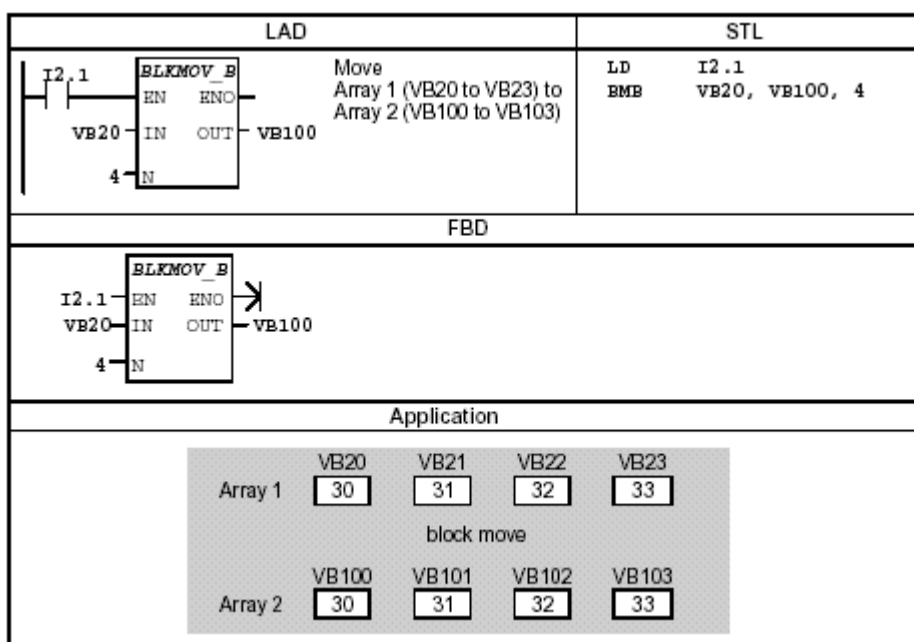 LAD STL
I2.1 BLKMOV_B Move LD I2.1
EN ENO Array 1 (VB20 to VB23) to BMB VB20, VB100, 4
Array 2 (VB100 to VB103)
VB20 IN OUT VB100
4 N
FBD
BLKMOV_B
I2.1 EN ENO
VB20 IN OUT VB100
4 N
Application
VB20 VB21 VB22 VB23
Array 1 30 31 32 33
block move
VB100 VB101 VB102 VB103
Array 2 30 31 32 33